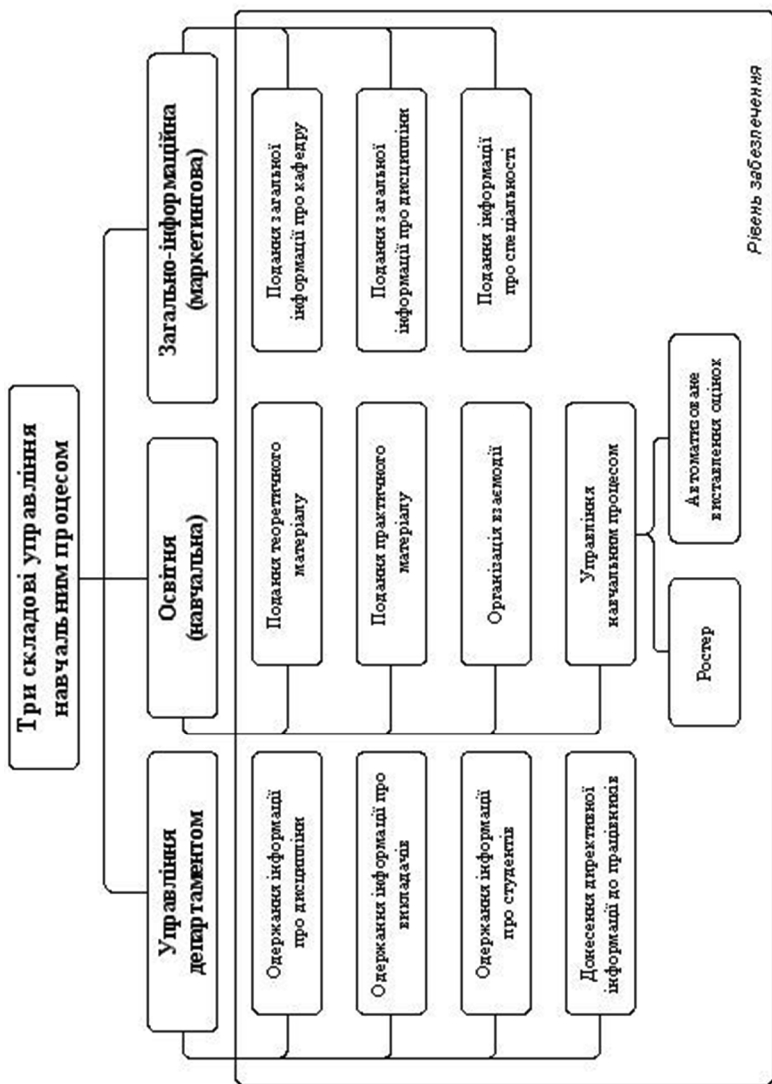 Три складові управління
навчальним процесом
Управління
департаментом
Одержання інформації
про дисципліни
Одержання інформації про
викладачів
Одержання інформації
про студентів
Донесення директивної
інформації до працівників
Освітня
(навчальна)
Подання теоретичного
матеріалу
Подання практичного
матеріалу
Організація взаємодії
Управління
навчальним процесом
Ростер
Автоматизоване
виставлення оцінок
Загально-інформаційна
(маркетингова)
Подання загальної
інформації про кафедру
Подання загальної
інформації про дисципліни
Подання інформації
про спеціальності
Рівень забезпечення